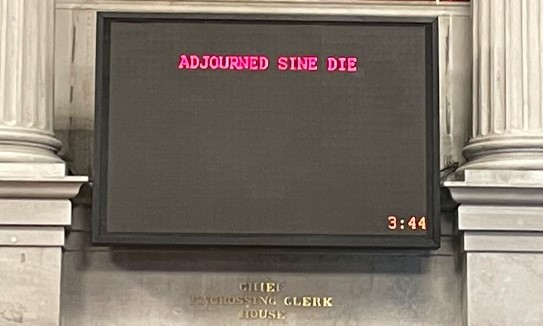 ADJOURNED SINE DIE
3:44
CHIEF
ENGROSSING CLERK
HOUSE